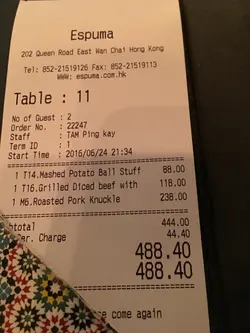 Espuma
202 Queen Road East Wan Chai Hong Kong
Tel: 852-21519126 Fax: 852-21519113
WWW: espuma.com.hk
Table : 11
No of Guest : 2
Order No. : 22247
Staff : TAM Ping kay
Term ID : 1
Start Time : 2016/06/24 21:34
1 T14.Mashed Potato Ball Stuff 88.00
1 T16.Grilled Diced beef with 118.00
1 M6.Roasted Pork Knuckle 238.00
btotal 444.00
er. Charge 44.40
488.40
488.40
come again